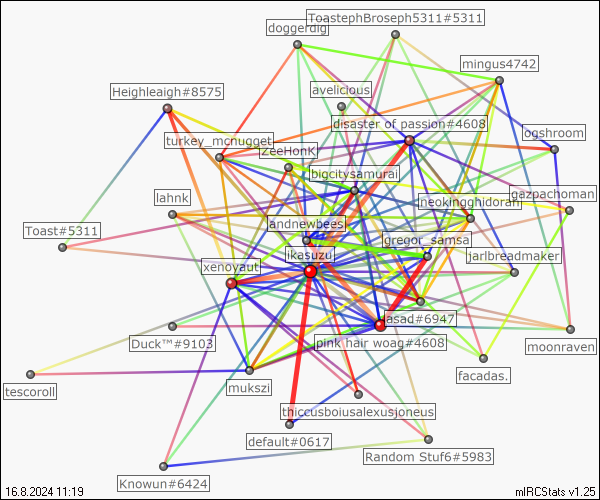 ToastephBroseph5311#5311
doggerdig
mingus4742
Heighleaigh#8575
avelicious
disaster of passion#4608
ogshroom
turkey_mcnugget
ZeeHonK
bigcitysamurai
lahnk
neokingghidorah
gazpachoman
Toast#5311
landnewbeesi
gregor_samsa
ikasuzu
jarlbreadmaker
xenoyaut
jasad#6947
Duck™#9103
pink hair woag#4608
moonraven
facadas.
tescoroll
mukszi
thiccusboiusalexusjoneus
default#0617
Random Stuf6#5983
Knowun#6424
16.8.2024 11:19
mIRCStats v1.25